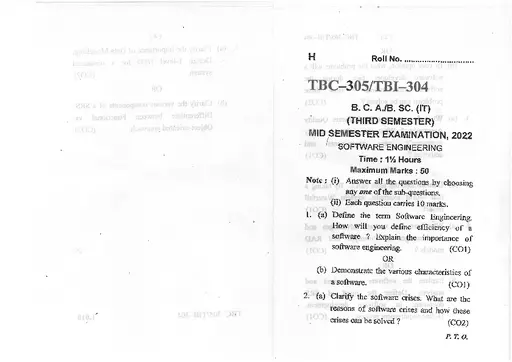 H Roll No. ............................
TBC–305/TBI–304
B. C. A./B. SC. (IT)
(THIRD SEMESTER)
MID SEMESTER EXAMINATION, 2022
SOFTWARE ENGINEERING
Time : 1½ Hours
Maximum Marks : 50
Note : (i) Answer all the questions by choosing
any one of the sub-questions.
(ii) Each question carries 10 marks.
1. (a) Define the term Software Engineering.
How will you define efficiency of a
software ? Explain the importance of
software engineering. (CO1)
OR
(b) Demonstrate the various characteristics of
a software. (CO1)
2. (a) Clarify the software crises. What are the
reasons of software crises and how these
crises can be solved ? (CO2)
P. T. O.